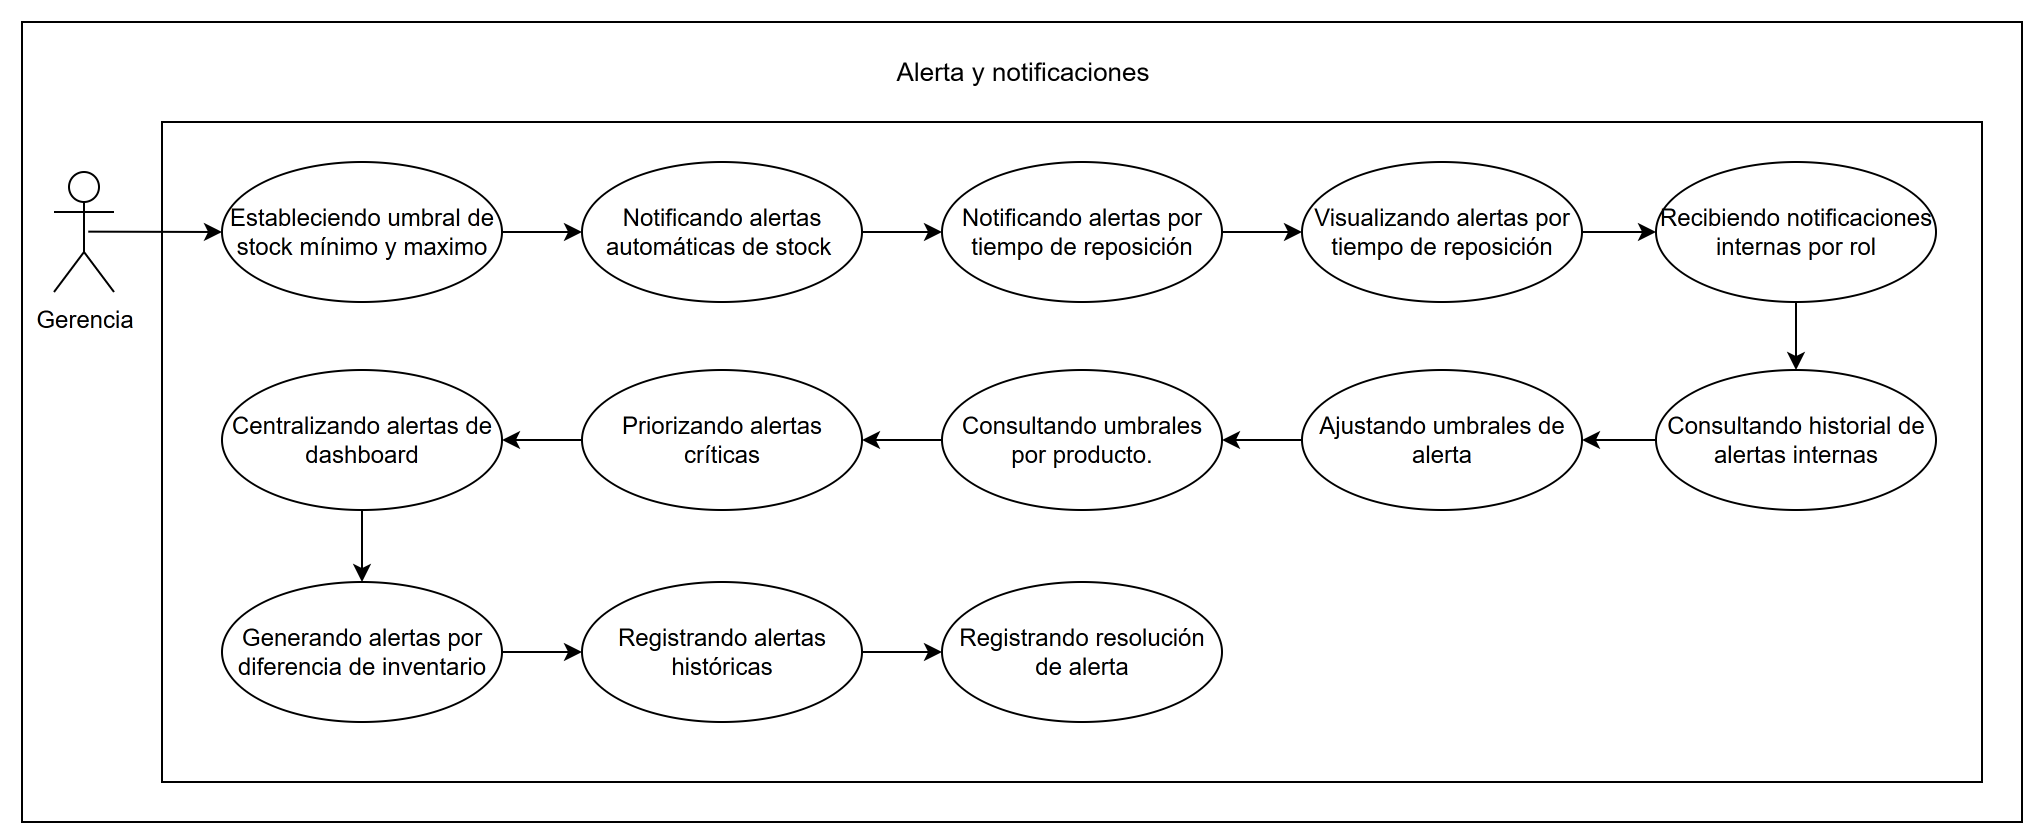 Alerta y notificaciones
Gerencia
Estableciendo umbral de
stock mínimo y maximo
Notificando alertas
automáticas de stock
Notificando alertas por
tiempo de reposición
Visualizando alertas por
tiempo de reposición
Recibiendo notificaciones
internas por rol
Consultando historial de
alertas internas
Ajustando umbrales de
alerta
Consultando umbrales
por producto.
Priorizando alertas
críticas
Centralizando alertas de
dashboard
Generando alertas por
diferencia de inventario
Registrando alertas
históricas
Registrando resolución
de alerta